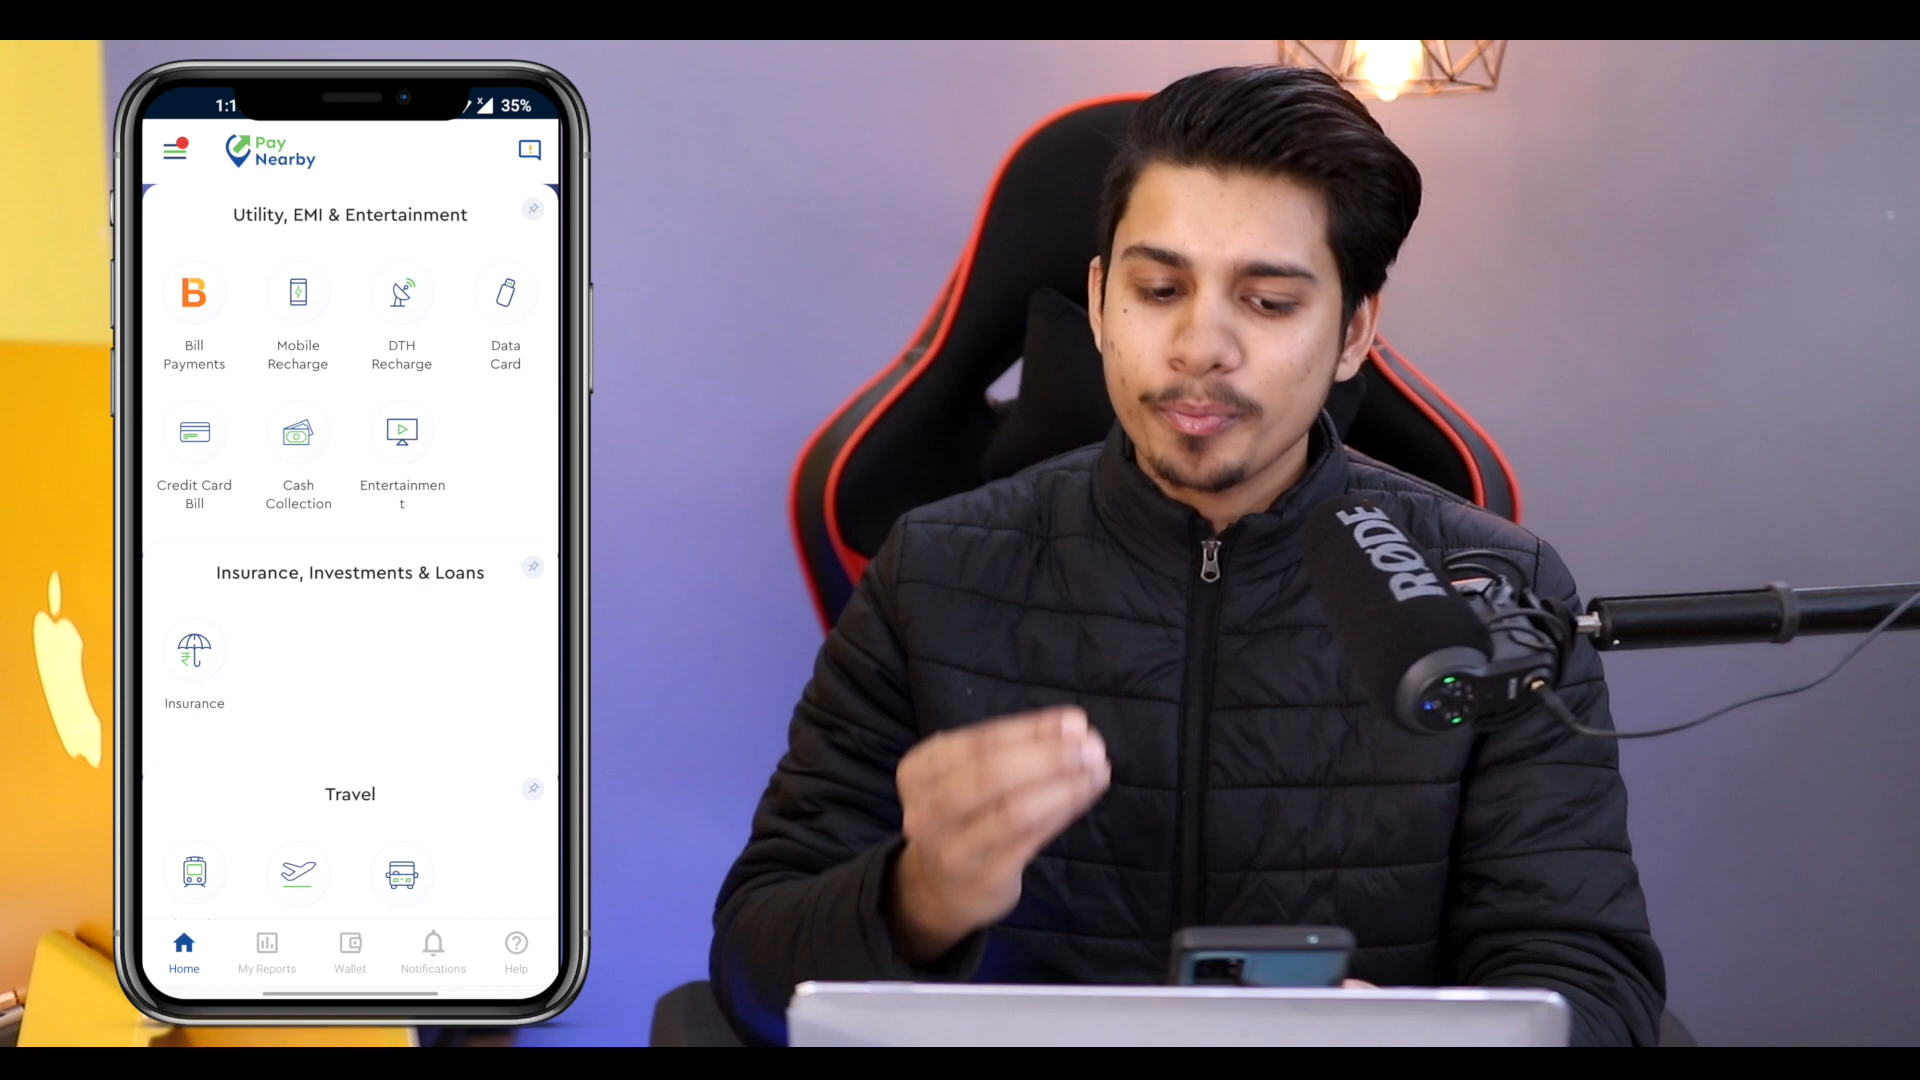 1:1
35%
Pay
Nearby
Utility, EMI & Entertainment
Bill
Payments
Mobile
Recharge
DTH
Recharge
Data
Card
Credit Card
Bill
Cash
Collection
Entertainmen
t
Insurance, Investments & Loans
Insurance
Travel
Home
My Reports
Wallet
Notifications
Help
RØDE